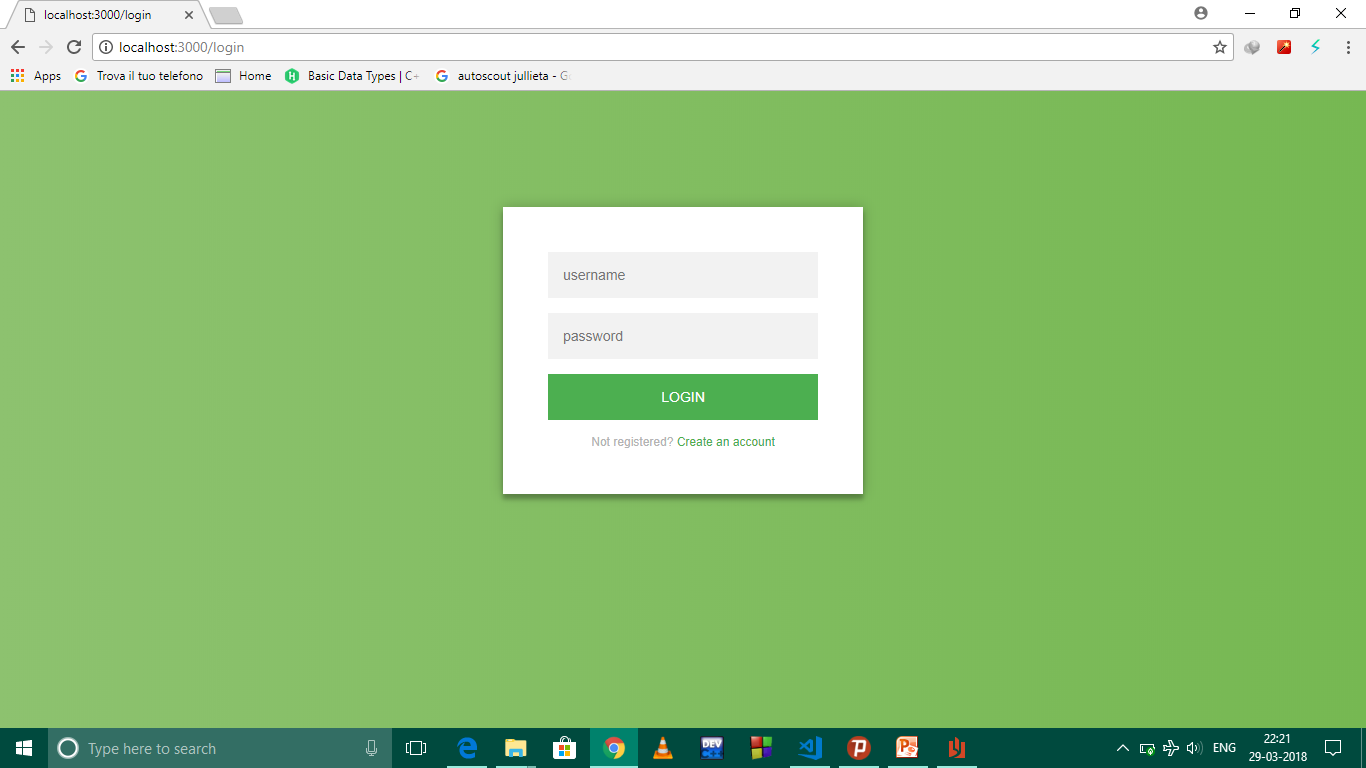 localhost:3000/login
localhost:3000/login
Apps Trova il tuo telefono Home Basic Data Types | C+ autoscout jullieta - G
username
password
LOGIN
Not registered? Create an account
Type here to search
DEV
ENG
22:21
29-03-2018